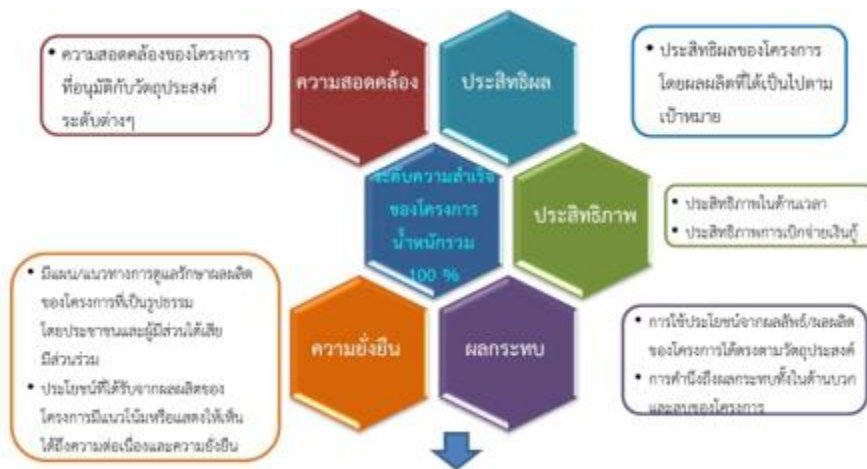 • ความสอดคล้องของโครงการ
ที่อนุมัติกับวัตถุประสงค์
ระดับต่างๆ
ความสอดคล้อง
ประสิทธิผล
• ประสิทธิผลของโครงการ
โดยผลผลิตที่ได้เป็นไปตาม
เป้าหมาย
ระดับความสำเร็จ
ของโครงการ
น้ำหนักรวม
100 %
ประสิทธิภาพ
• ประสิทธิภาพในด้านเวลา
• ประสิทธิภาพการเบิกจ่ายเงินกู้
• มีแผน/แนวทางการดูแลรักษาผลผลิต
ของโครงการที่เป็นรูปธรรม
โดยประชาชนและผู้มีส่วนได้เสีย
มีส่วนร่วม
• ประโยชน์ที่ได้รับจากผลผลิตของ
โครงการมีแนวโน้มหรือแสดงให้เห็น
ได้ถึงความต่อเนื่องและความยั่งยืน
ความยั่งยืน
ผลกระทบ
• การใช้ประโยชน์จากผลลัพธ์/ผลผลิต
ของโครงการได้ตรงตามวัตถุประสงค์
• การคำนึงถึงผลกระทบทั้งในด้านบวก
และลบของโครงการ